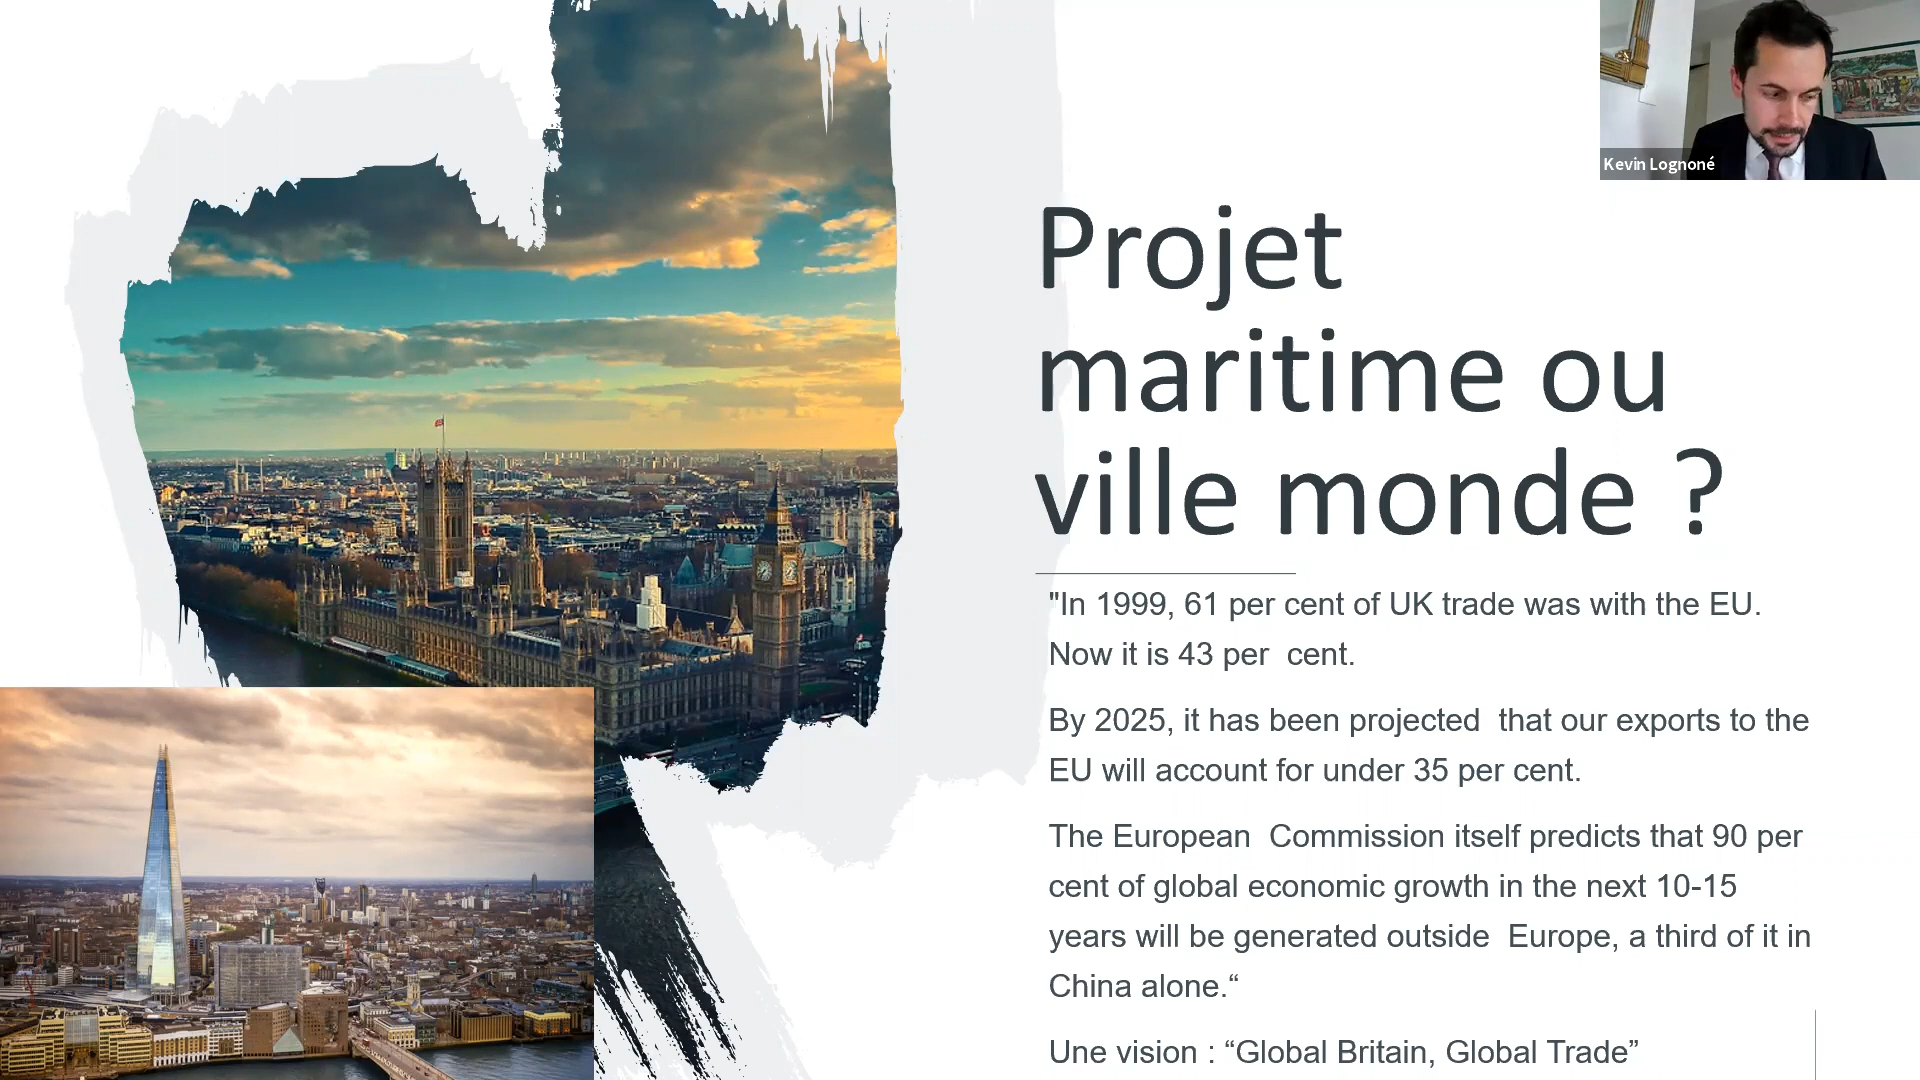 Kevin Lognoné
Projet
maritime ou
ville monde ?
"In 1999, 61 per cent of UK trade was with the EU.
Now it is 43 per  cent.
By 2025, it has been projected  that our exports to the
EU will account for under 35 per cent.
The European  Commission itself predicts that 90 per
cent of global economic growth in the next 10-15
years will be generated outside  Europe, a third of it in
China alone.“
Une vision : “Global Britain, Global Trade”